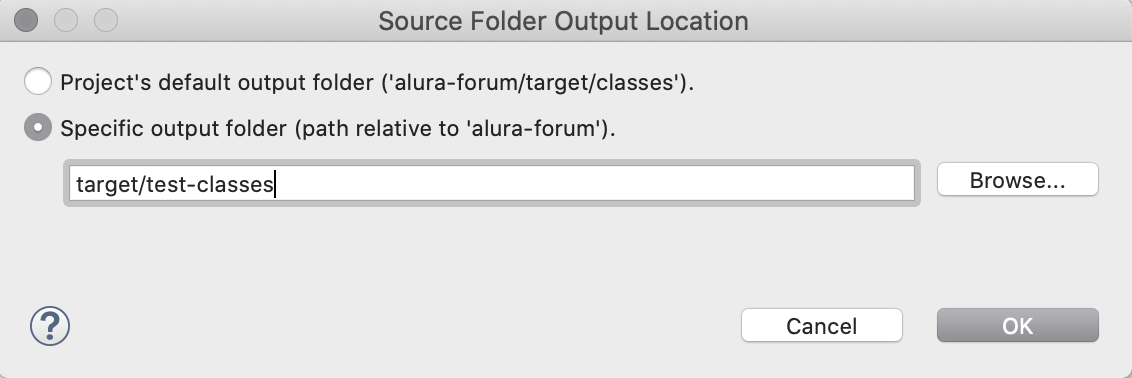 Source Folder Output Location
Project's default output folder ('alura-forum/target/classes').
Specific output folder (path relative to 'alura-forum').
target/test-classes
Browse...
?
Cancel
OK